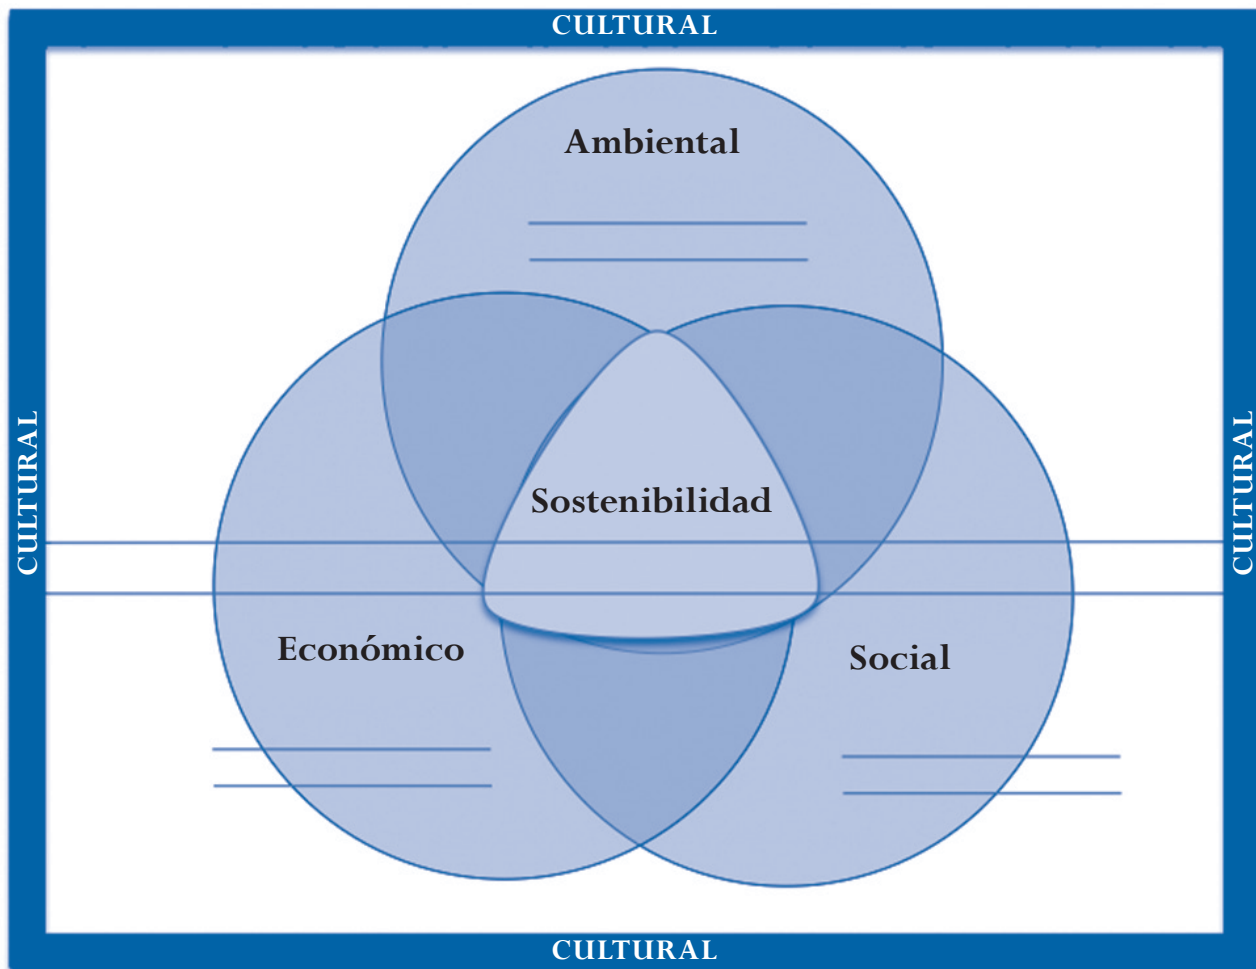 CULTURAL
Ambiental
CULTURAL
CULTURAL
Sostenibilidad
Económico
Social
CULTURAL